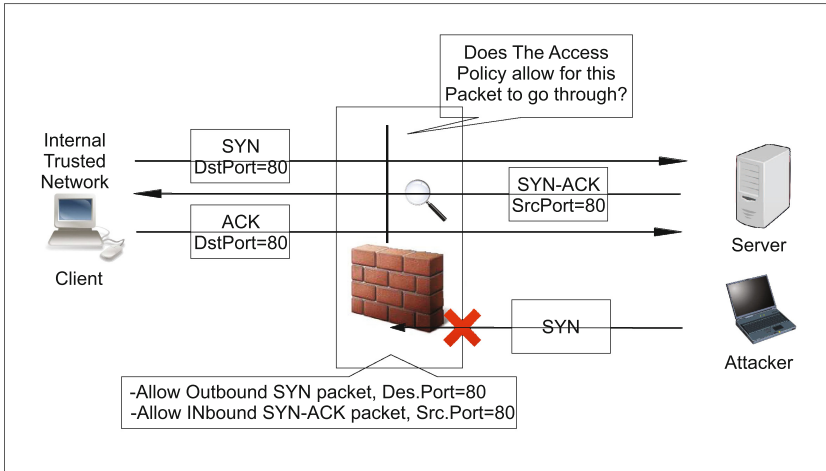 Does The Access
Policy allow for this
Packet to go through?
Internal
Trusted
Network
Client
SYN
DstPort=80
SYN-ACK
SrcPort=80
ACK
DstPort=80
Server
SYN
Attacker
-Allow Outbound SYN packet, Des.Port=80
-Allow INbound SYN-ACK packet, Src.Port=80